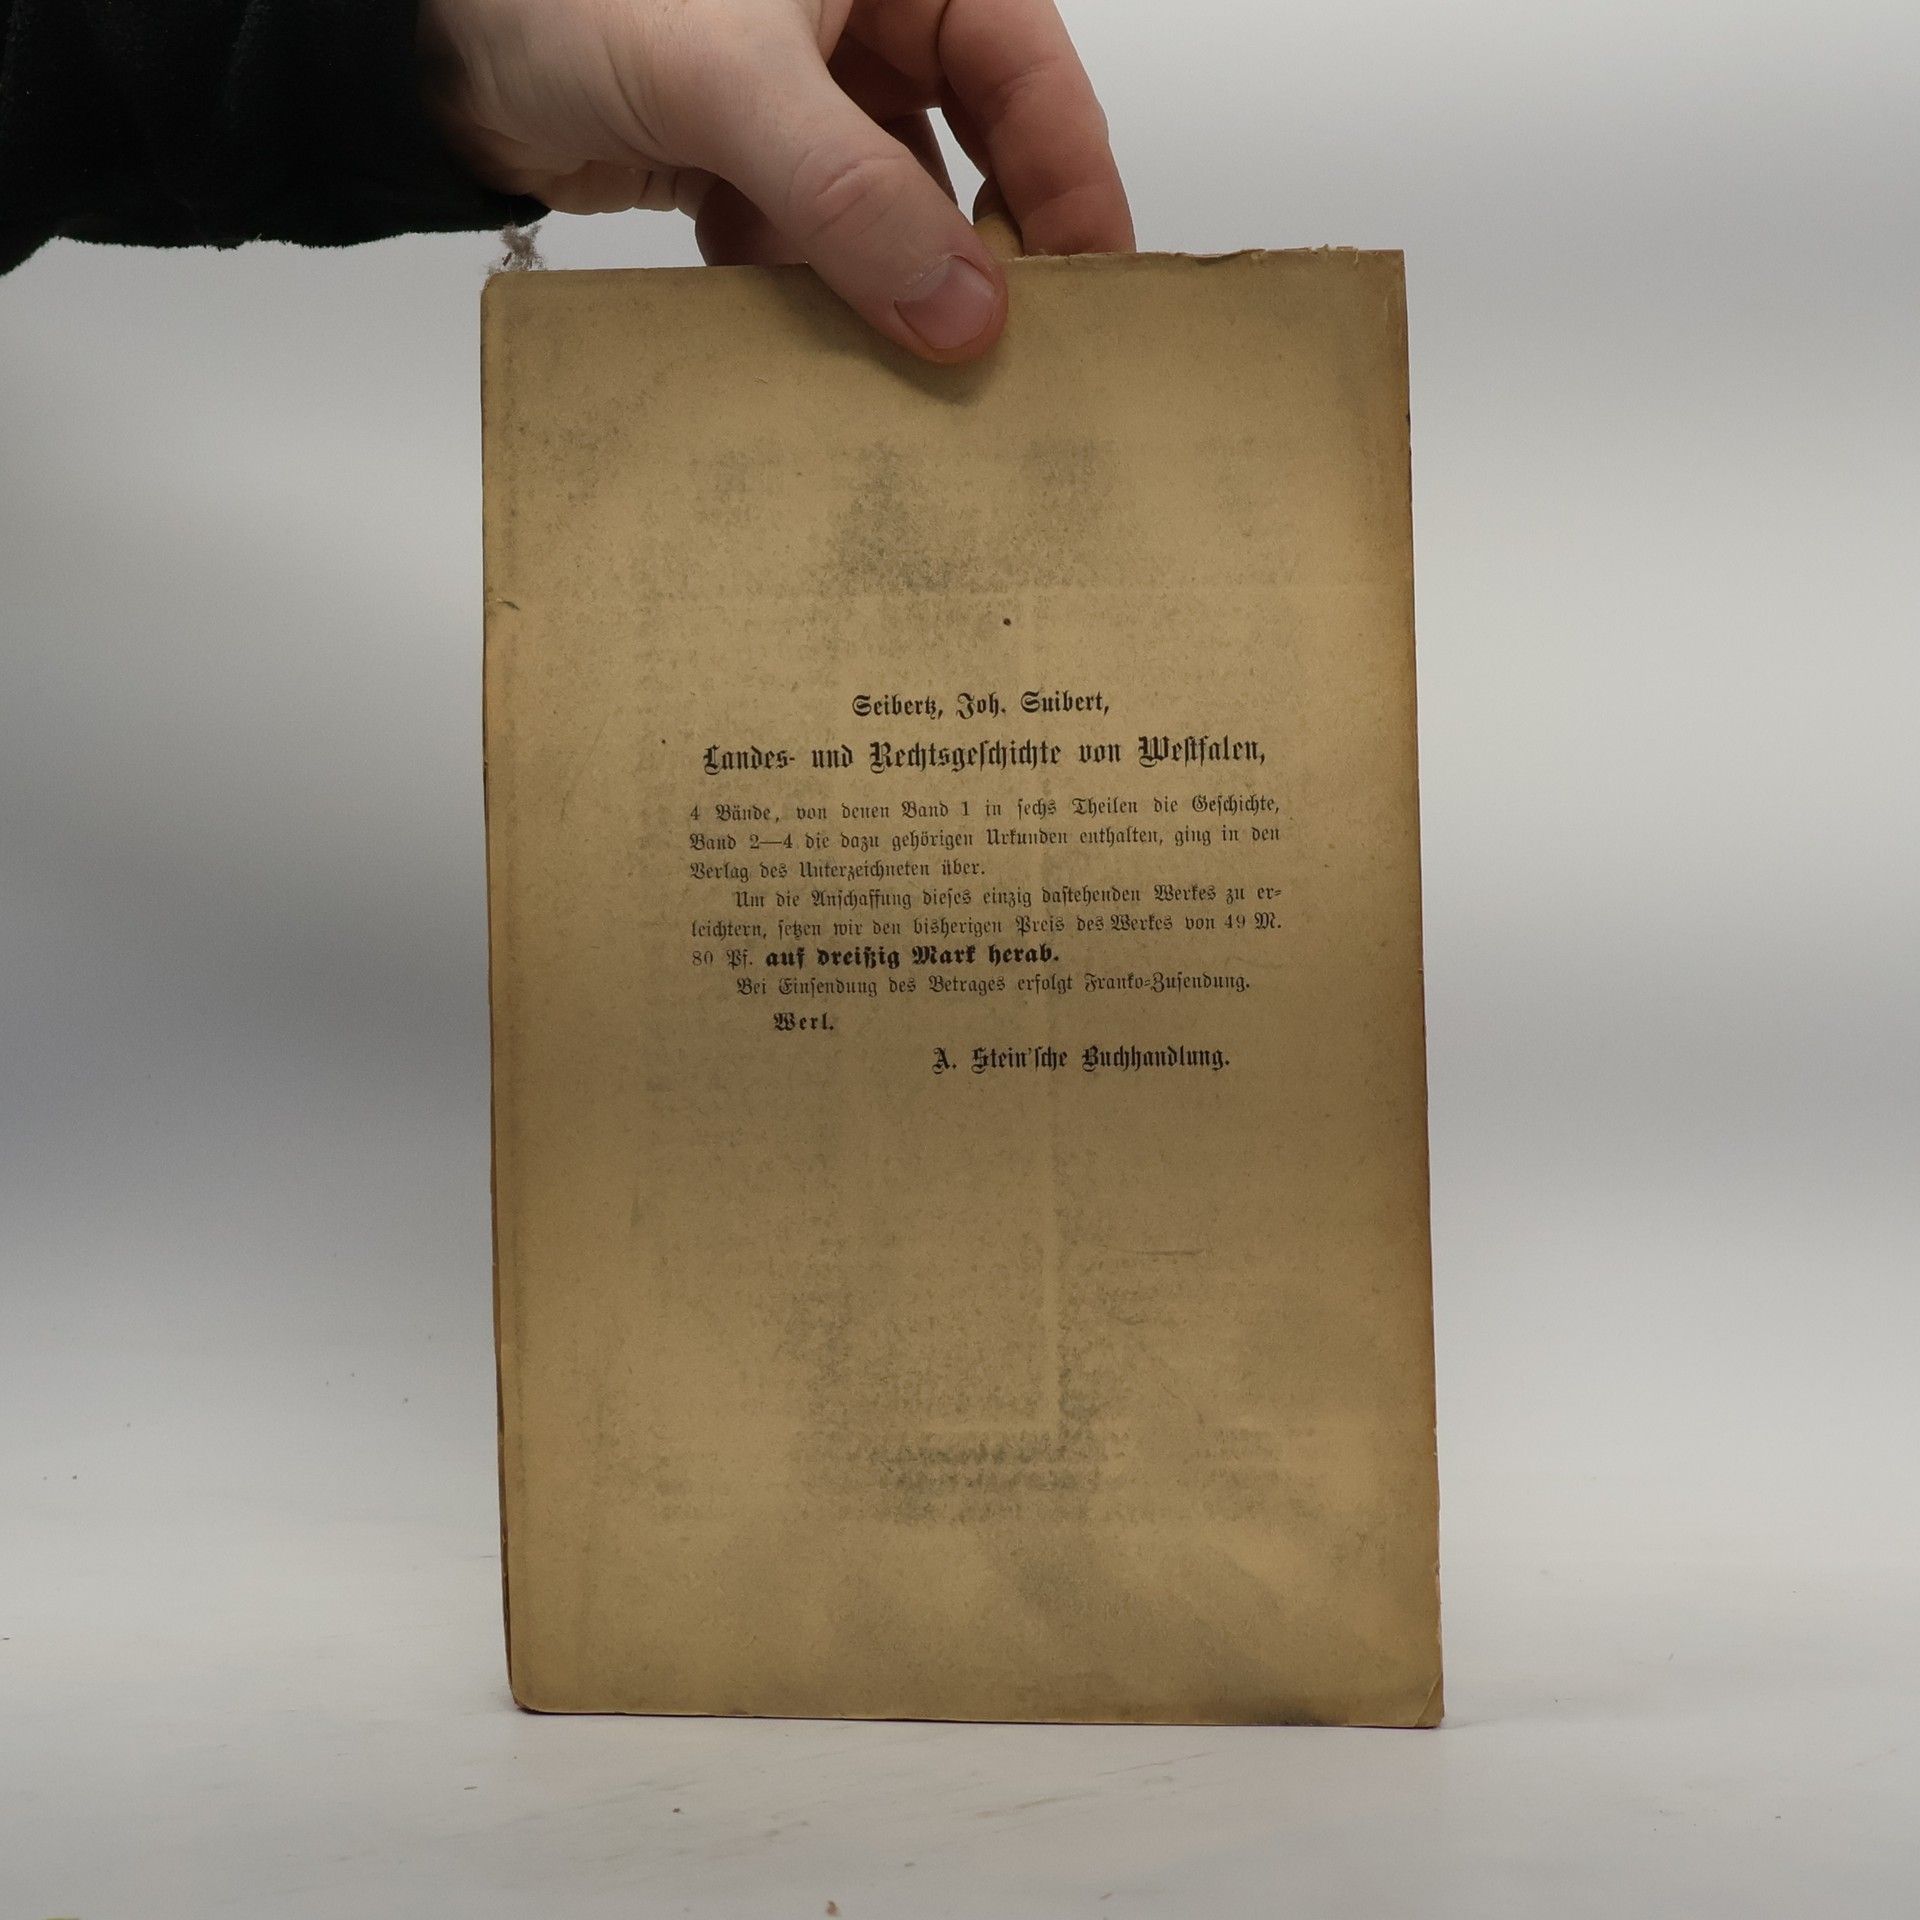 Seibertz, Joh. Suibert,
Landes- und Rechtsgeschichte von Westfalen,
4 Bände, von denen Band 1 in sechs Theilen die Geschichte,
Band 2—4 die dazu gehörigen Urkunden enthalten, ging in den
Verlag des Unterzeichneten über.
Um die Anschaffung dieses einzig dastehenden Werkes zu er-
leichtern, setzen wir den bisherigen Preis des Werkes von 49 M.
80 Pf. auf dreißig Mark herab.
Bei Einsendung des Betrages erfolgt Franko-Zusendung.
Werl.
A. Stein'sche Buchhandlung.